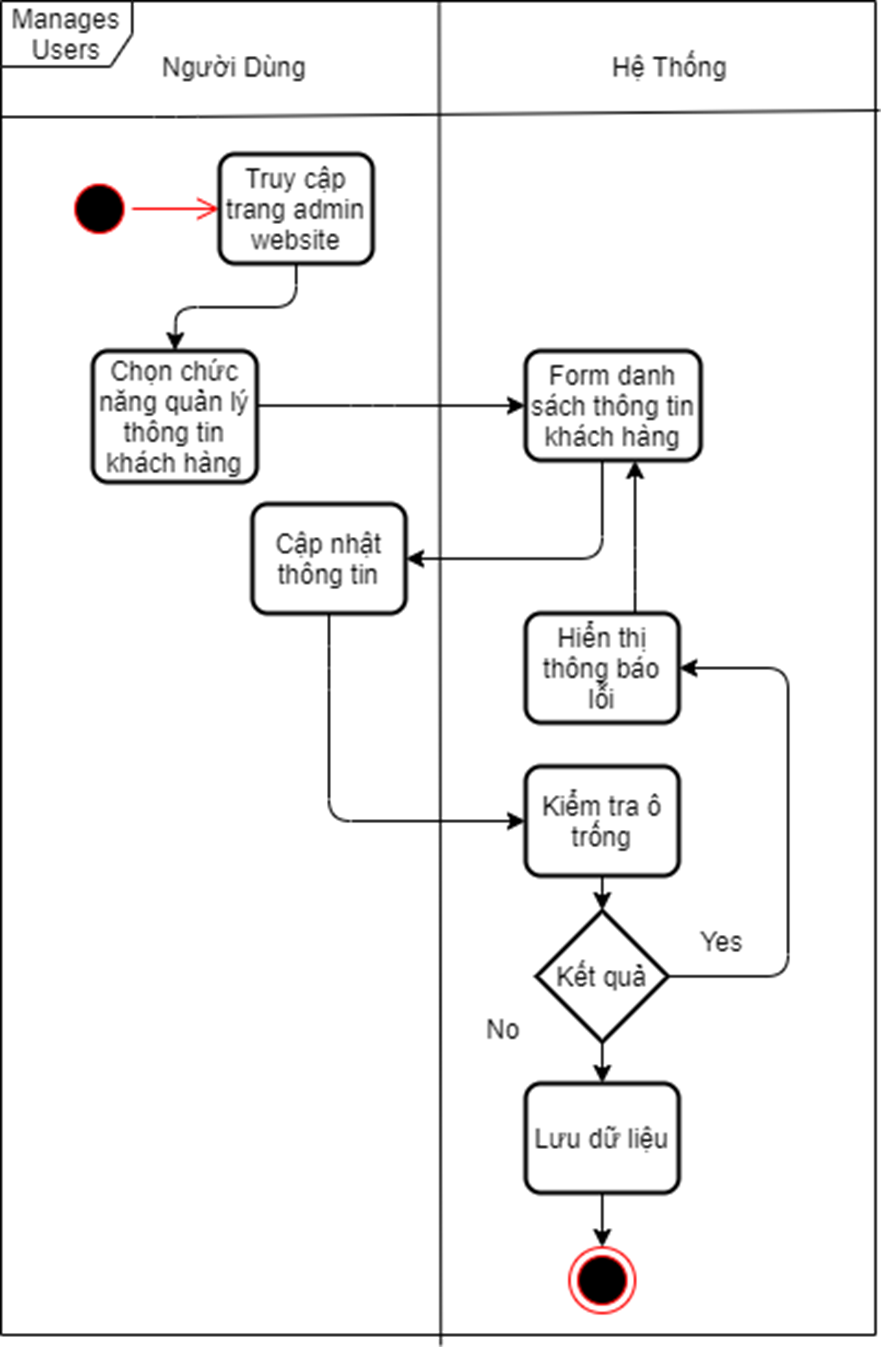 Manages
Users
Người Dùng
Hệ Thống
Truy cập
trang admin
website
Chọn chức
năng quản lý
thông tin
khách hàng
Form danh
sách thông tin
khách hàng
Cập nhật
thông tin
Hiển thị
thông báo
lỗi
Kiểm tra ô
trống
Kết quả
Yes
No
Lưu dữ liệu